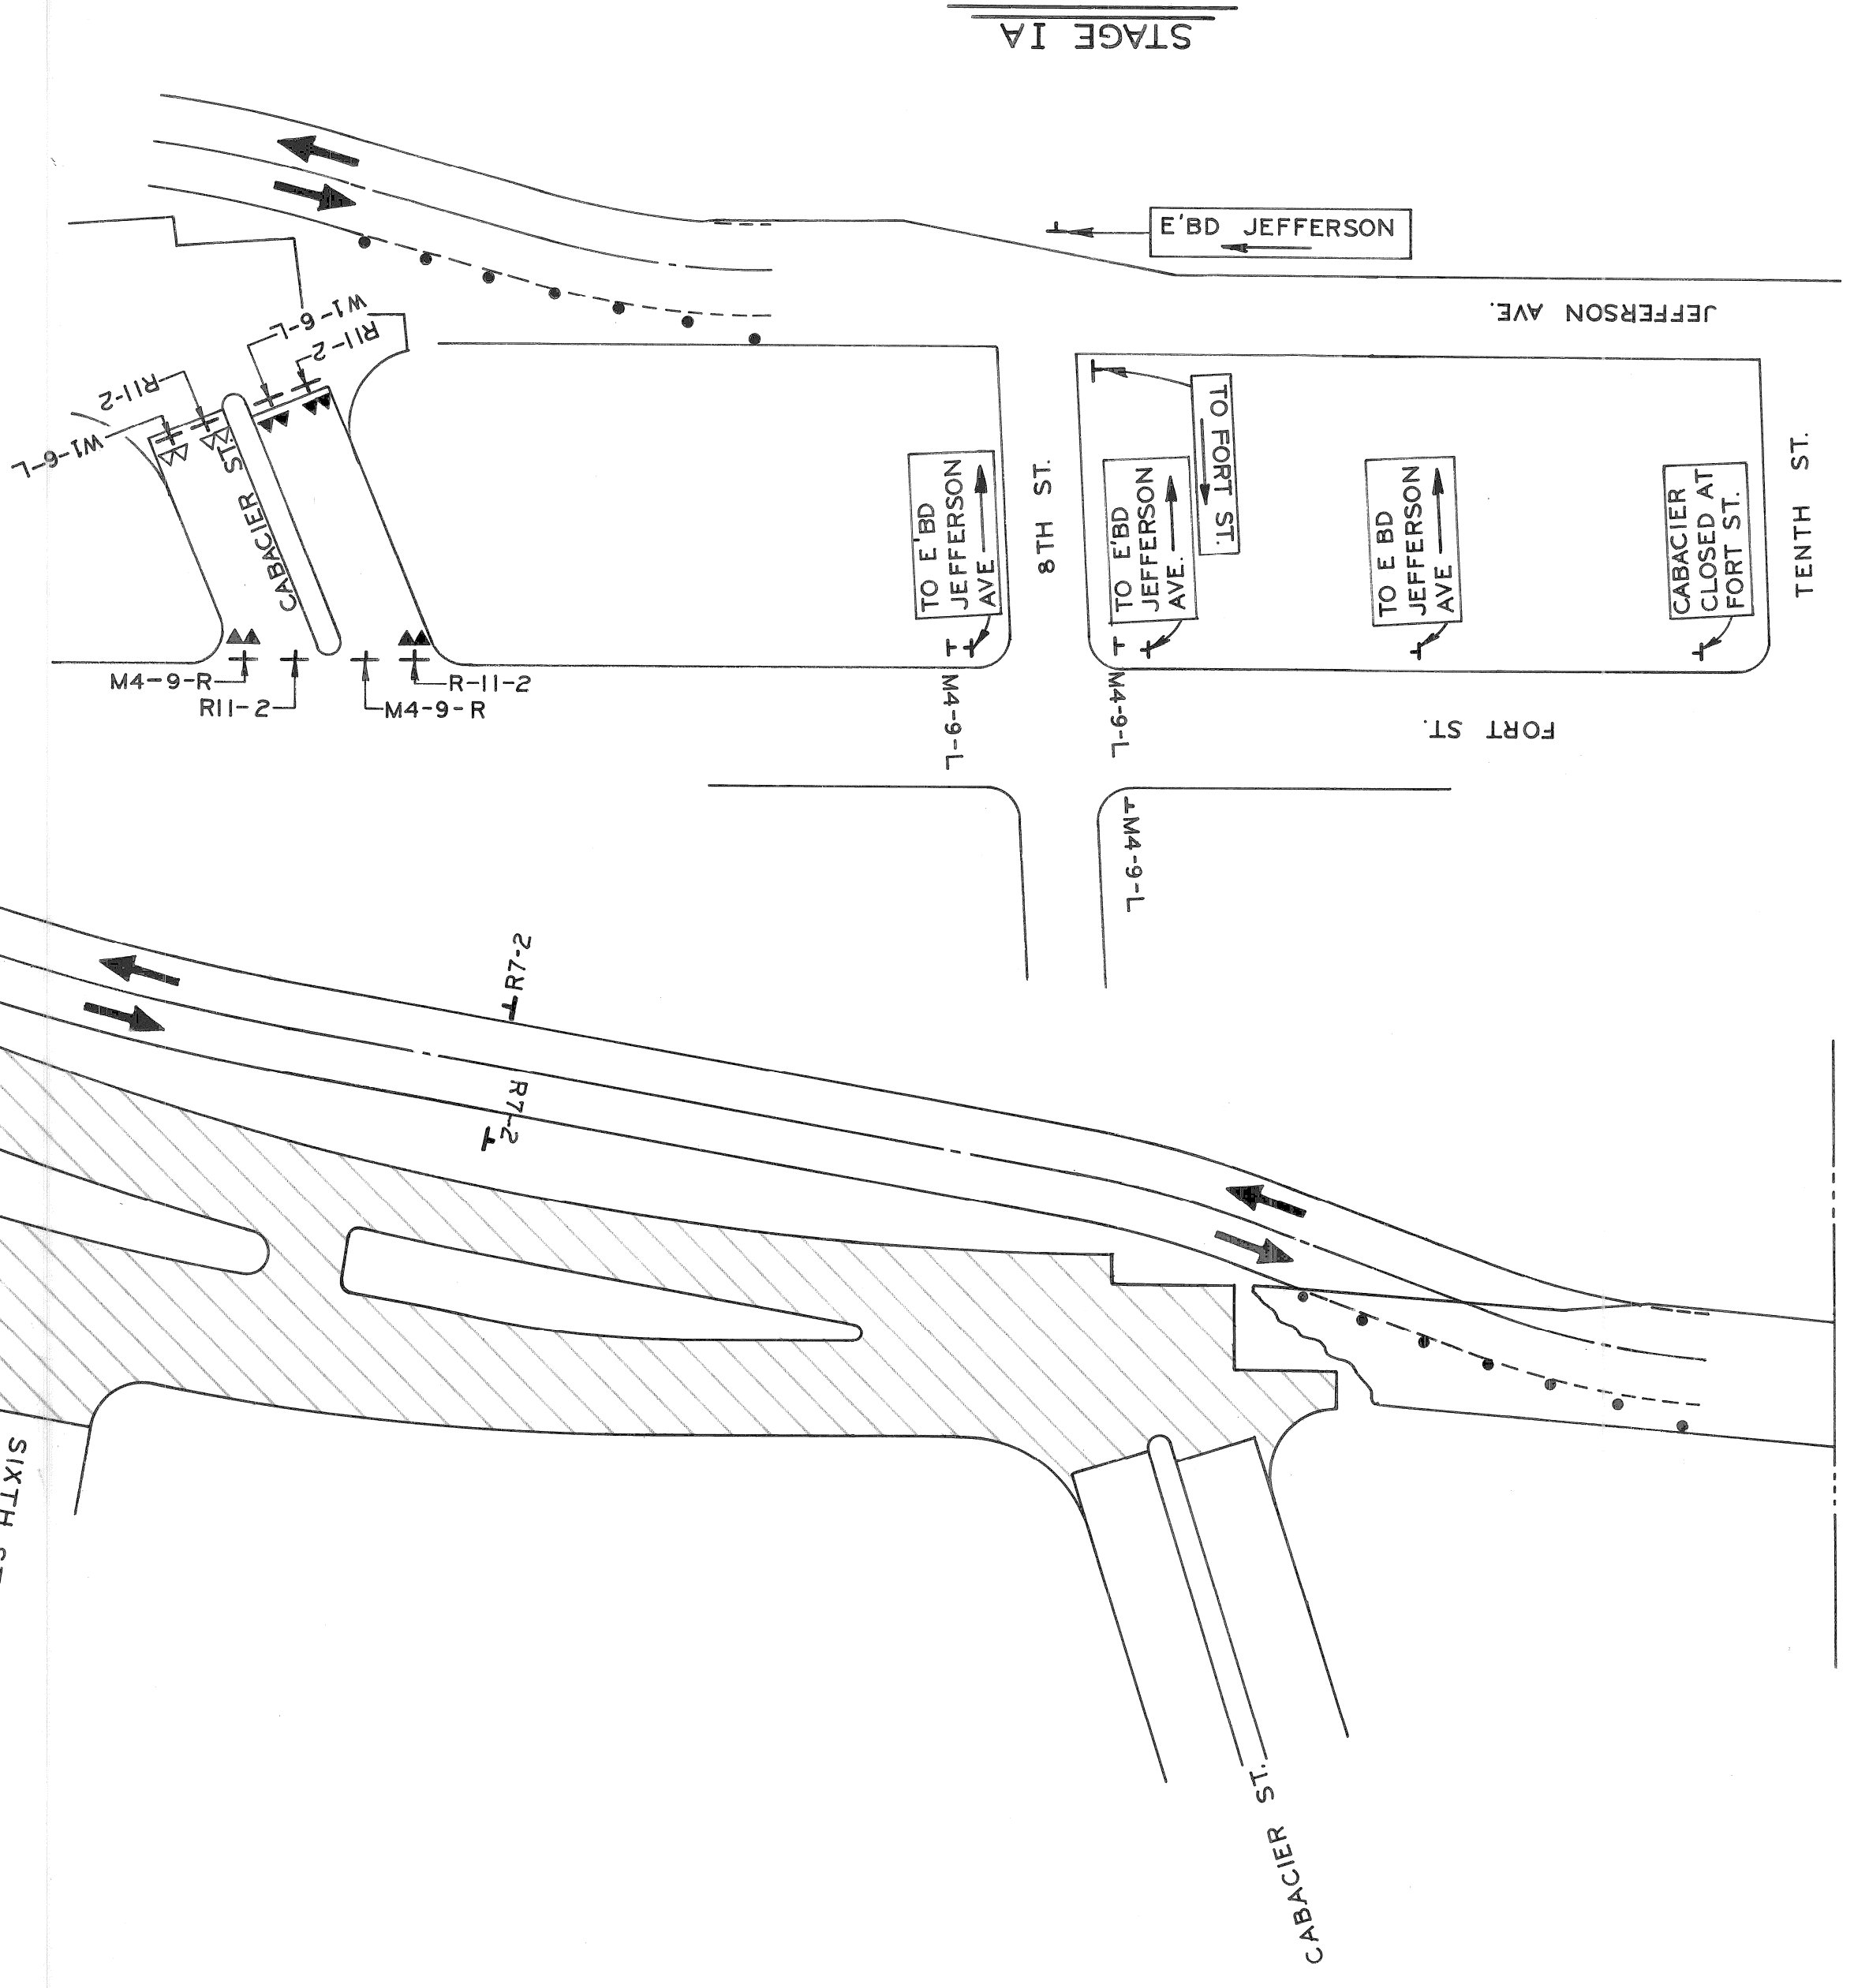 STAGE IA
E'BD JEFFERSON
JEFFERSON AVE.
W1-6-L
R11-2
R11-2
W1-6-L
CABACIER ST.
TO FORT ST.
TO E'BD
JEFFERSON
AVE
8TH ST.
TO E'BD
JEFFERSON
AVE.
TO E BD
JEFFERSON
AVE
CABACIER
CLOSED AT
FORT ST.
TENTH ST.
M4-9-R
R11-2
R-11-2
M4-9-R
M4-9-L
M4-9-L
FORT ST.
M4-9-L
R7-2
R7-2
SIXTH
CABACIER ST.